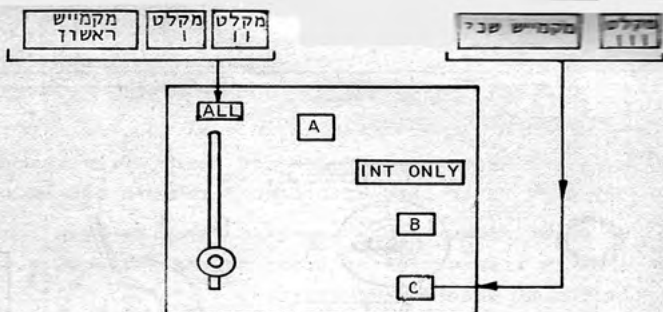 מקמייש ראשון
מקלט I
מקלט II
מקמייש שני
מקלט III
ALL
A
INT ONLY
B
C